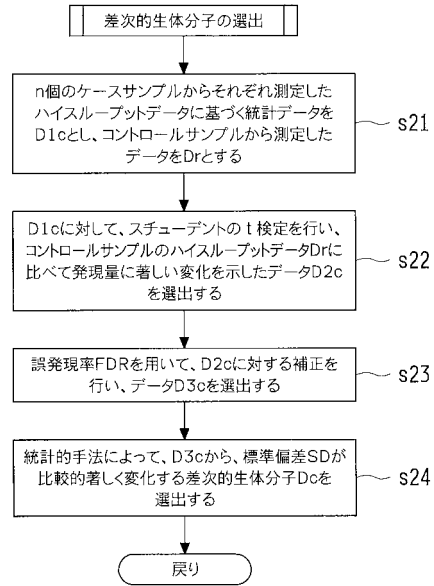 差次的生体分子の選出
n個のケースサンプルからそれぞれ測定した
ハイスループットデータに基づく統計データを
D1cとし、コントロールサンプルから測定した
データをDrとする
s21
D1cに対して、スチューデントのt検定を行い、
コントロールサンプルのハイスループットデータDrに
比べて発現量に著しい変化を示したデータD2c
を選出する
s22
誤発現率FDRを用いて、D2cに対する補正を
行い、データD3cを選出する
s23
統計的手法によって、D3cから、標準偏差SDが
比較的著しく変化する差次的生体分子Dcを
選出する
s24
戻り